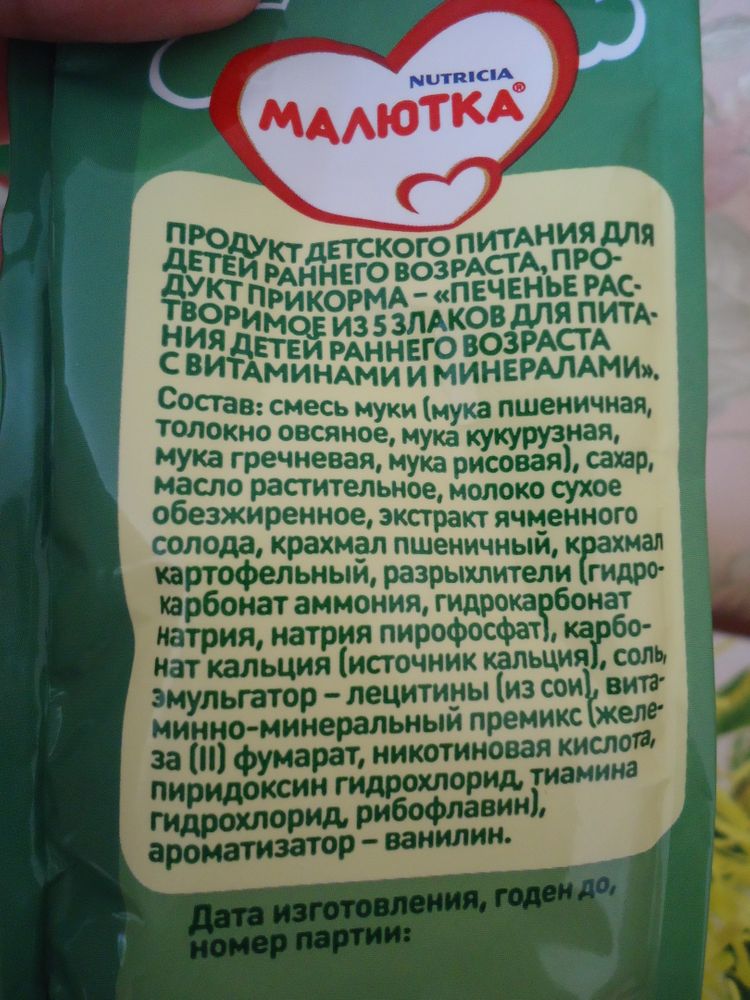 NUTRICIA
МАЛЮТКА®
ПРОДУКТ ДЕТСКОГО ПИТАНИЯ ДЛЯ
ДЕТЕЙ РАННЕГО ВОЗРАСТА, ПРО-
ДУКТ ПРИКОРМА – «ПЕЧЕНЬЕ РАС-
ТВОРИМОЕ ИЗ 5 ЗЛАКОВ ДЛЯ ПИТА-
НИЯ ДЕТЕЙ РАННЕГО ВОЗРАСТА
С ВИТАМИНАМИ И МИНЕРАЛАМИ».
Состав: смесь муки (мука пшеничная,
толокно овсяное, мука кукурузная,
мука гречневая, мука рисовая), сахар,
масло растительное, молоко сухое
обезжиренное, экстракт ячменного
солода, крахмал пшеничный, крахмал
картофельный, разрыхлители (гидро-
карбонат аммония, гидрокарбонат
натрия, натрия пирофосфат), карбо-
нат кальция (источник кальция), соль,
эмульгатор – лецитины (из сои), вита-
минно-минеральный премикс (желе-
за (II) фумарат, никотиновая кислота,
пиридоксин гидрохлорид, тиамина
гидрохлорид, рибофлавин),
ароматизатор – ванилин.
Дата изготовления, годен до,
номер партии: